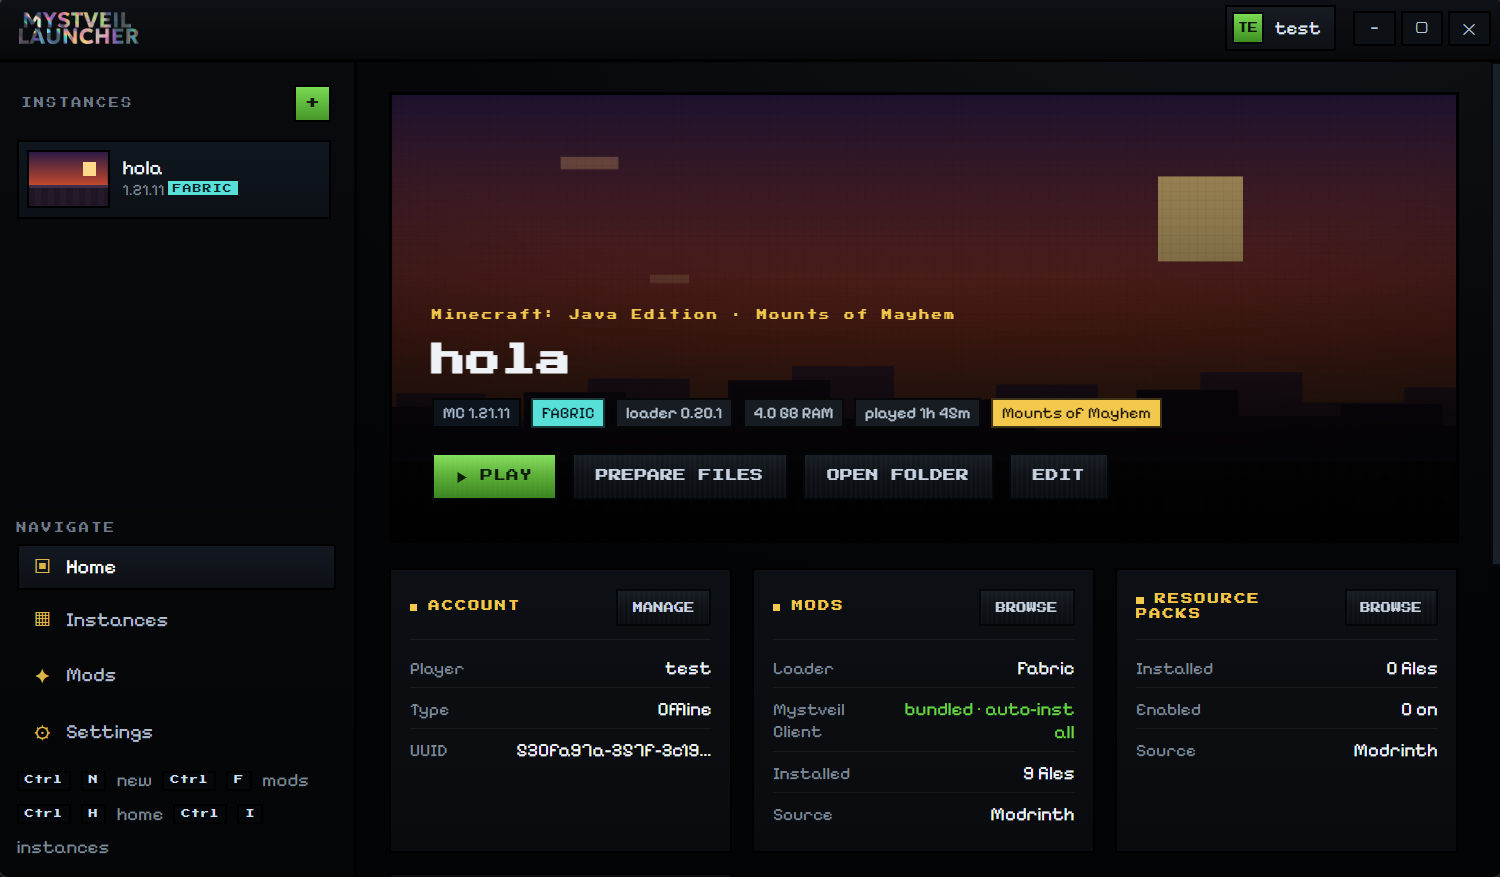 MYSTVEIL
LAUNCHER
TE test
INSTANCES
+
hola
1.21.11 FABRIC
Minecraft: Java Edition · Mounts of Mayhem
hola
MC 1.21.11 FABRIC loader 0.20.1 4.0 GB RAM played 1h 49m Mounts of Mayhem
▶ PLAY PREPARE FILES OPEN FOLDER EDIT
NAVIGATE
Home
Instances
Mods
Settings
Ctrl N new Ctrl F mods
Ctrl H home Ctrl I
instances
ACCOUNT MANAGE
Player test
Type Offline
UUID
MODS BROWSE
Loader Fabric
Mystveil Client bundled · auto-inst
all
Installed 9 files
Source Modrinth
RESOURCE
PACKS
BROWSE
Installed 0 files
Enabled 0 on
Source Modrinth